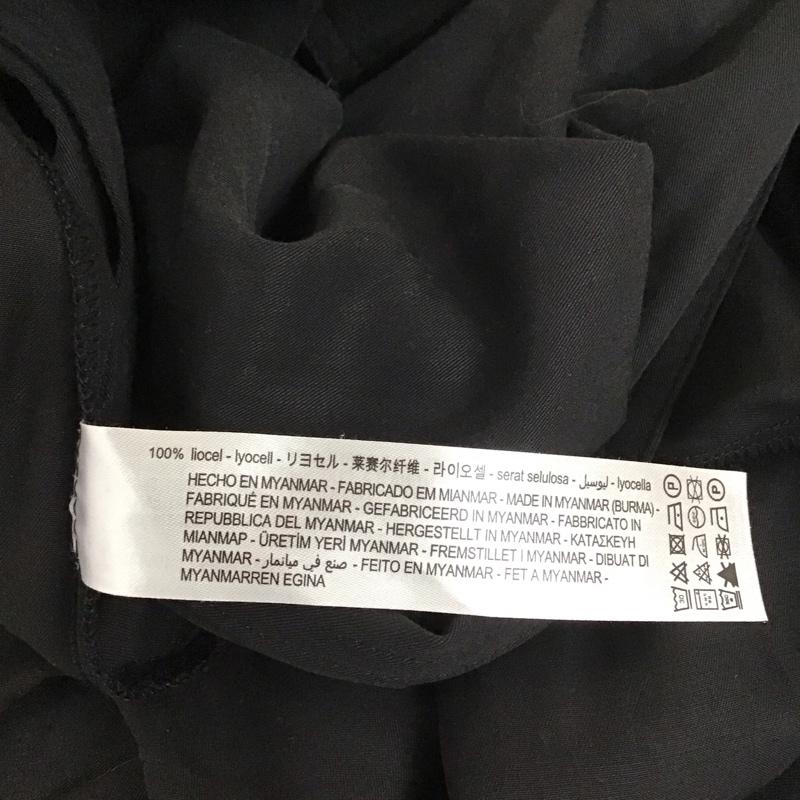 100% liocel - lyocell - リヨセル - 莱赛尔纤维 - 라이오셀 - serat selulosa - ليوسيل - lyocella
HECHO EN MYANMAR - FABRICADO EM MIANMAR - MADE IN MYANMAR (BURMA) -
FABRIQUÉ EN MYANMAR - GEFABRICEERD IN MYANMAR - FABBRICATO IN
REPUBBLICA DEL MYANMAR - HERGESTELLT IN MYANMAR - ΚΑΤΑΣΚΕΥΗ
ΜΙΑΝΜΑΡ - ÜRETİM YERİ MYANMAR - FREMSTILLET I MYANMAR - DIBUAT DI
MYANMAR - صنع في ميانمار - FEITO EN MYANMAR - FET A MYANMAR -
MYANMARREN EGINA
P P